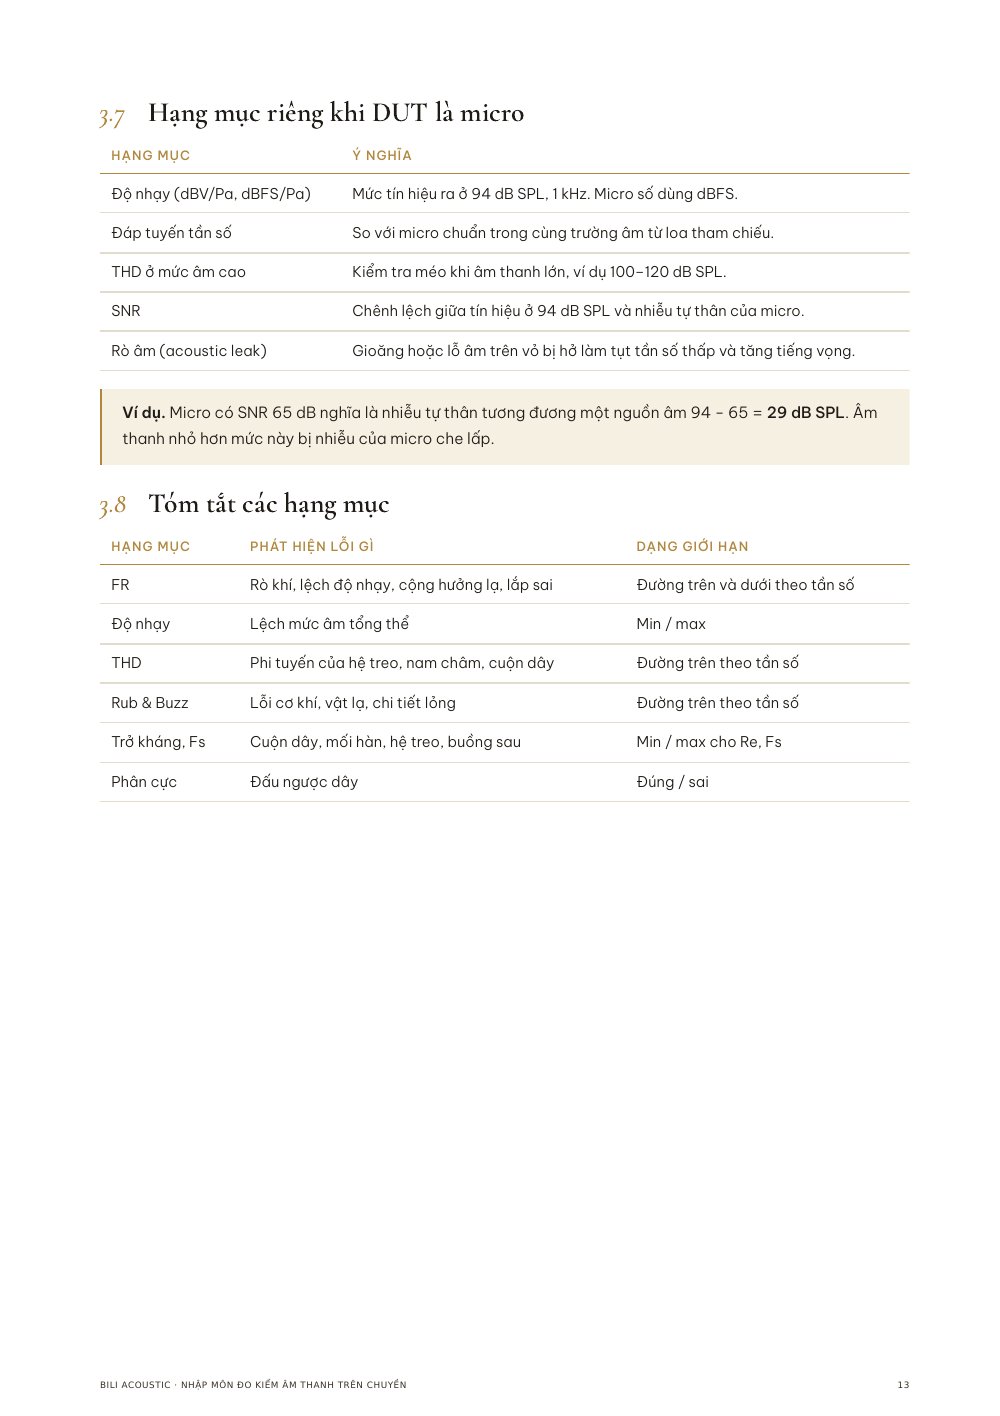 3.7 Hạng mục riêng khi DUT là micro
HẠNG MỤC Ý NGHĨA
Độ nhạy (dBV/Pa, dBFS/Pa) Mức tín hiệu ra ở 94 dB SPL, 1 kHz. Micro số dùng dBFS.
Đáp tuyến tần số So với micro chuẩn trong cùng trường âm từ loa tham chiếu.
THD ở mức âm cao Kiểm tra méo khi âm thanh lớn, ví dụ 100–120 dB SPL.
SNR Chênh lệch giữa tín hiệu ở 94 dB SPL và nhiễu tự thân của micro.
Rò âm (acoustic leak) Gioăng hoặc lỗ âm trên vỏ bị hở làm tụt tần số thấp và tăng tiếng vọng.
Ví dụ. Micro có SNR 65 dB nghĩa là nhiễu tự thân tương đương một nguồn âm 94 − 65 = 29 dB SPL. Âm
thanh nhỏ hơn mức này bị nhiễu của micro che lấp.
3.8 Tóm tắt các hạng mục
HẠNG MỤC PHÁT HIỆN LỖI GÌ DẠNG GIỚI HẠN
FR Rò khí, lệch độ nhạy, cộng hưởng lạ, lắp sai Đường trên và dưới theo tần số
Độ nhạy Lệch mức âm tổng thể Min / max
THD Phi tuyến của hệ treo, nam châm, cuộn dây Đường trên theo tần số
Rub & Buzz Lỗi cơ khí, vật lạ, chi tiết lỏng Đường trên theo tần số
Trở kháng, Fs Cuộn dây, mối hàn, hệ treo, buồng sau Min / max cho Re, Fs
Phân cực Đấu ngược dây Đúng / sai
BILI ACOUSTIC · NHẬP MÔN ĐO KIỂM ÂM THANH TRÊN CHUYỀN 13